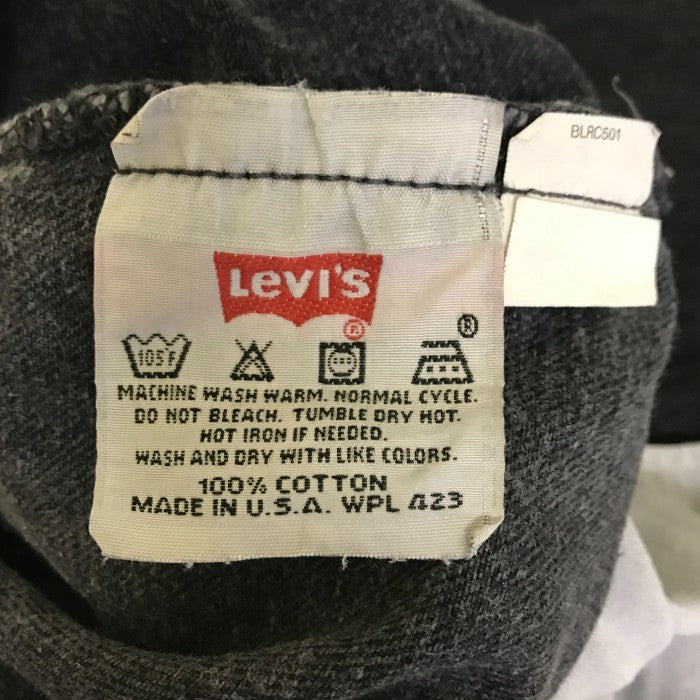 BLRC501
Levi's
®
®
105°F
MACHINE WASH WARM. NORMAL CYCLE.
DO NOT BLEACH. TUMBLE DRY HOT.
HOT IRON IF NEEDED.
WASH AND DRY WITH LIKE COLORS.
100% COTTON
MADE IN U.S.A. WPL 423